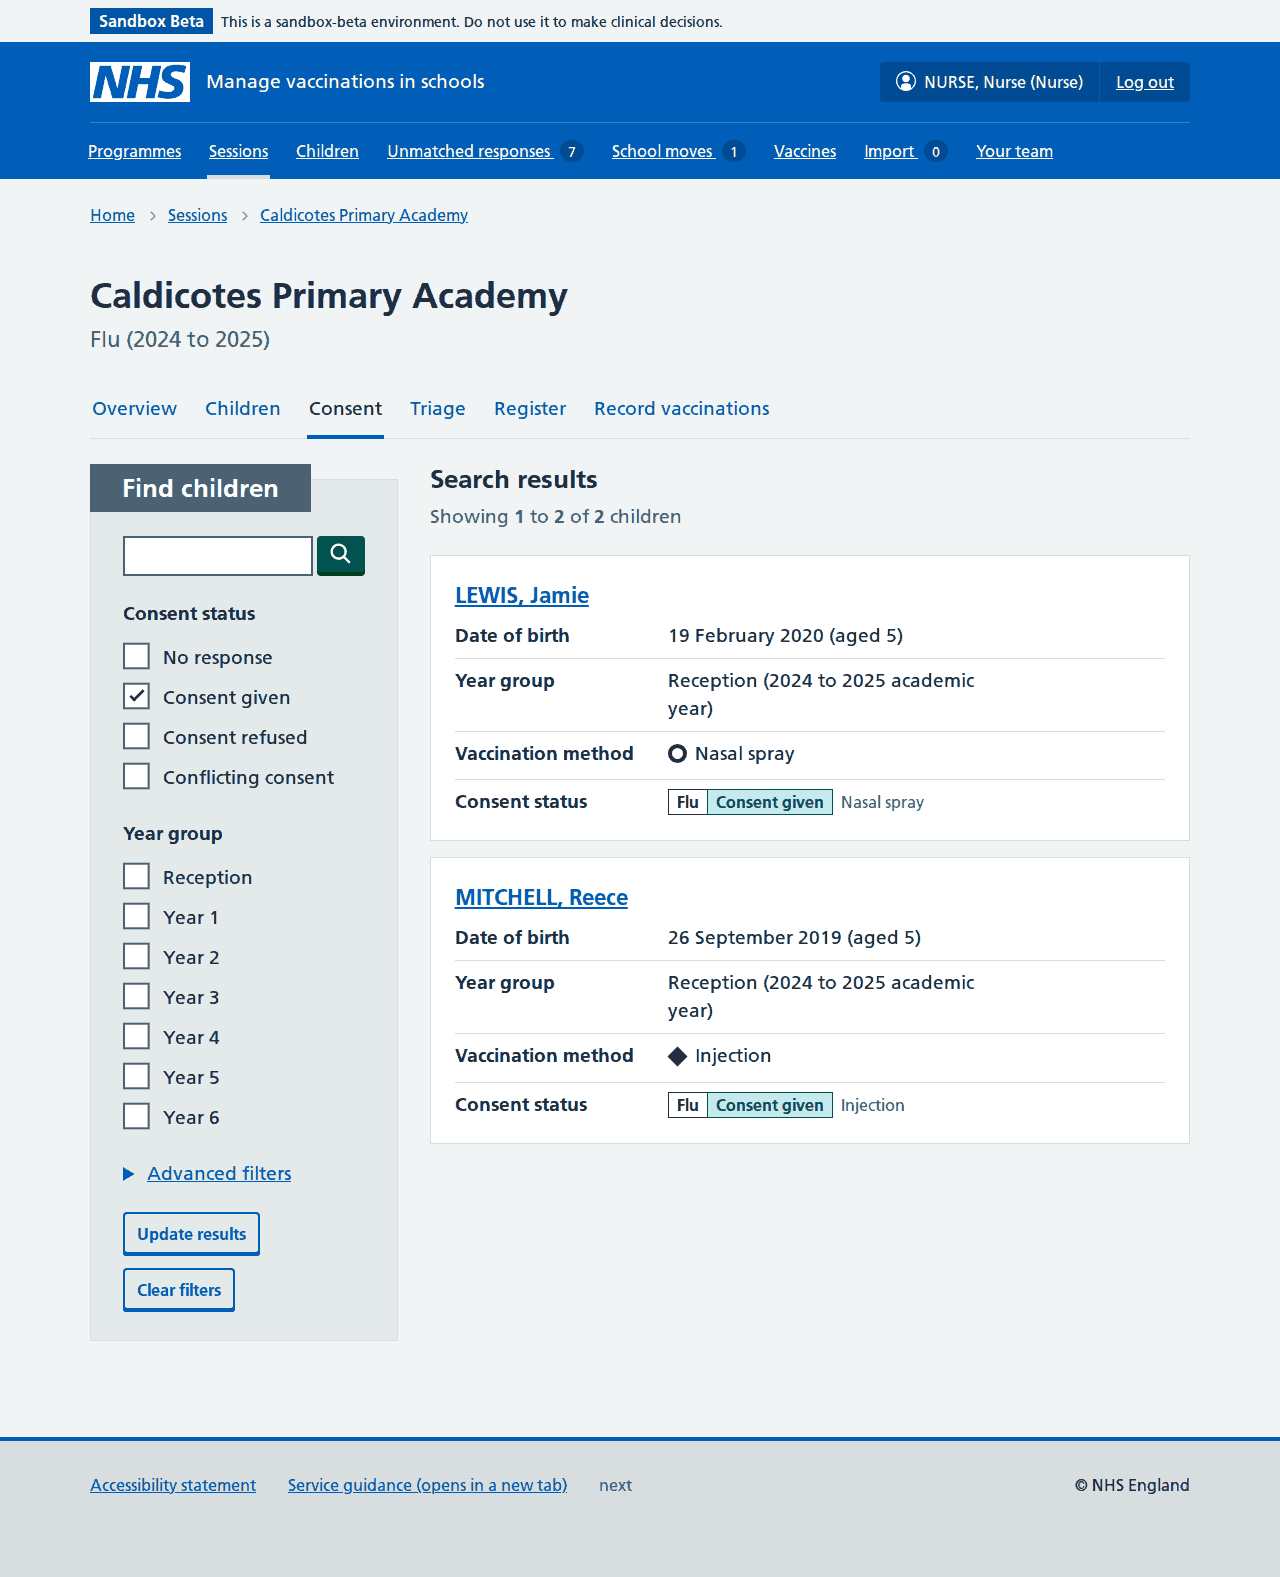 Sandbox Beta This is a sandbox-beta environment. Do not use it to make clinical decisions.
NHS Manage vaccinations in schools NURSE, Nurse (Nurse) Log out
Programmes Sessions Children Unmatched responses 7 School moves 1 Vaccines Import 0 Your team
Home Sessions Caldicotes Primary Academy
Caldicotes Primary Academy
Flu (2024 to 2025)
Overview Children Consent Triage Register Record vaccinations
Find children
Consent status
No response
Consent given
Consent refused
Conflicting consent
Year group
Reception
Year 1
Year 2
Year 3
Year 4
Year 5
Year 6
Advanced filters
Update results
Clear filters
Search results
Showing 1 to 2 of 2 children
LEWIS, Jamie
Date of birth 19 February 2020 (aged 5)
Year group Reception (2024 to 2025 academic
year)
Vaccination method Nasal spray
Consent status Flu Consent given Nasal spray
MITCHELL, Reece
Date of birth 26 September 2019 (aged 5)
Year group Reception (2024 to 2025 academic
year)
Vaccination method Injection
Consent status Flu Consent given Injection
Accessibility statement Service guidance (opens in a new tab) next © NHS England